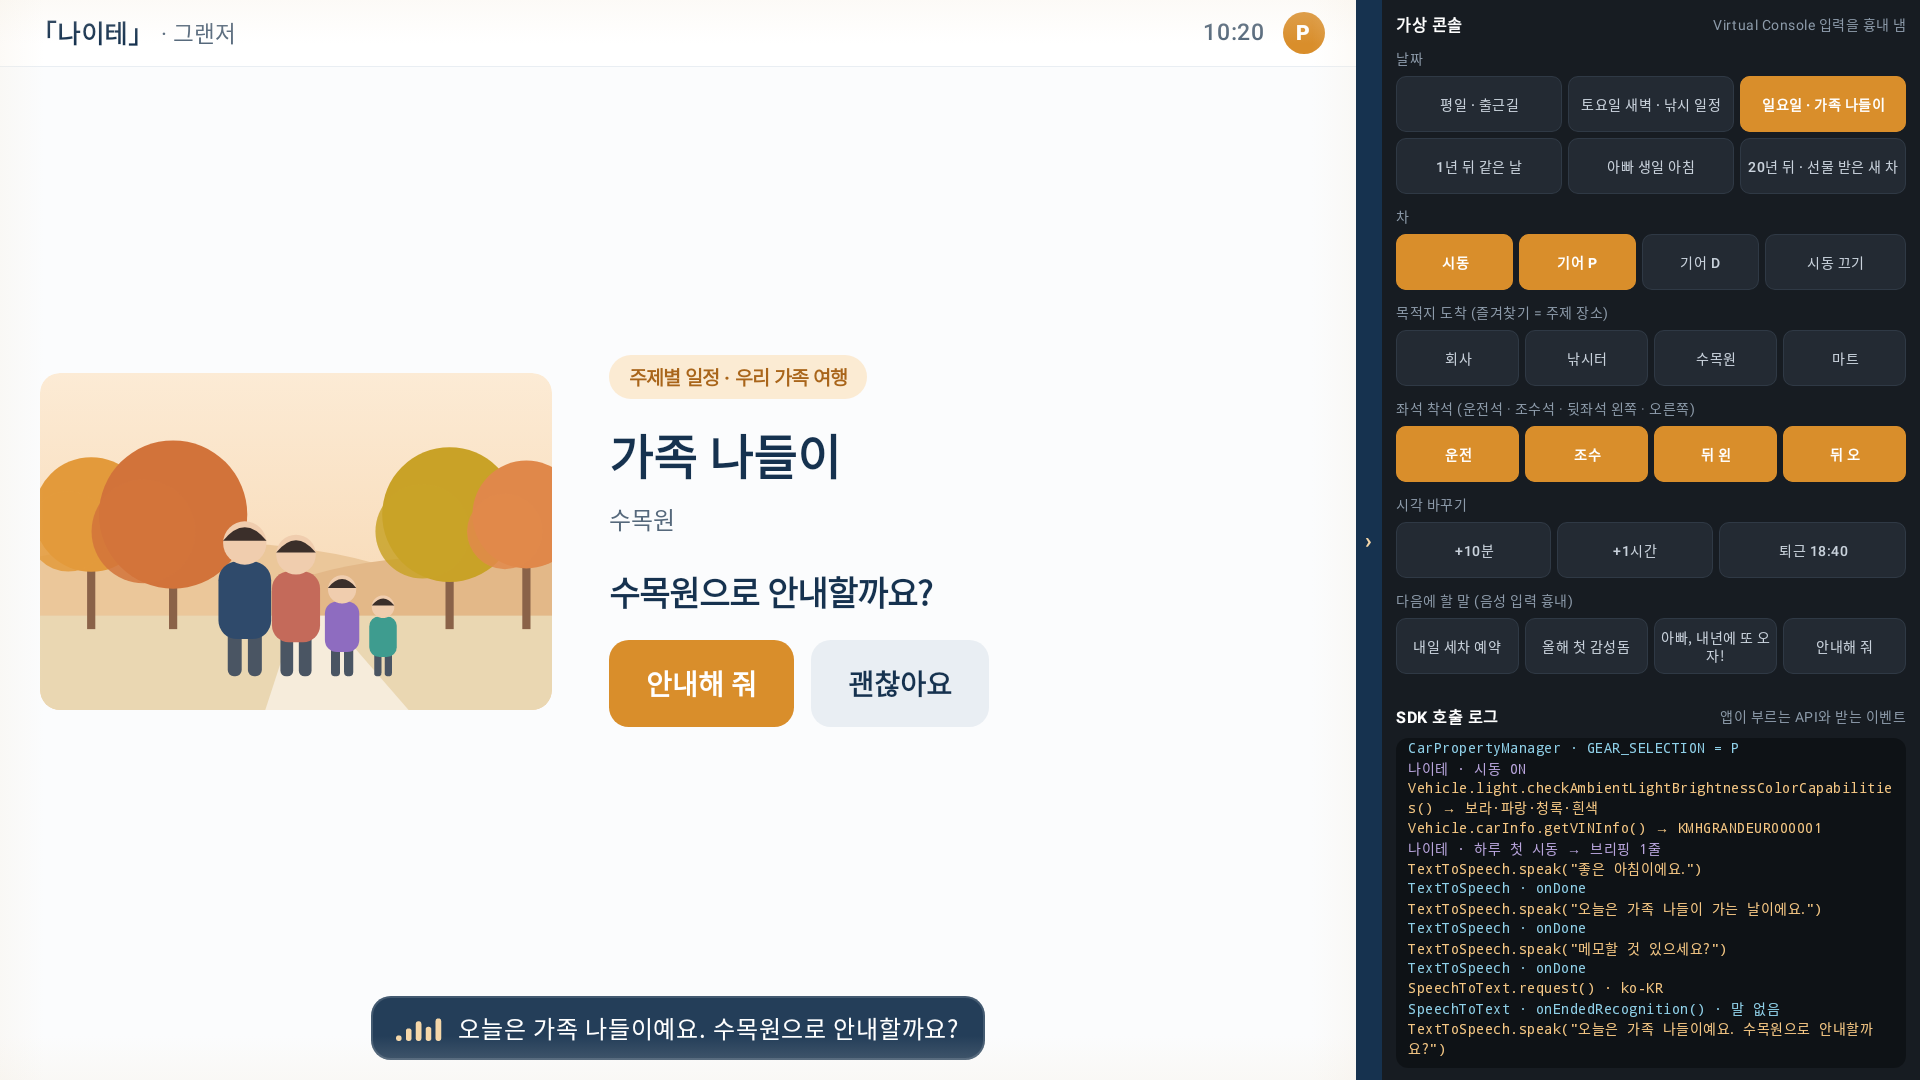 「나이테」 · 그랜저
10:20
P
주제별 일정 · 우리 가족 여행
가족 나들이
수목원
수목원으로 안내할까요?
안내해 줘
괜찮아요
오늘은 가족 나들이예요. 수목원으로 안내할까요?
›
가상 콘솔
Virtual Console 입력을 흉내 냄
날짜
평일 · 출근길
토요일 새벽 · 낚시 일정
일요일 · 가족 나들이
1년 뒤 같은 날
아빠 생일 아침
20년 뒤 · 선물 받은 새 차
차
시동
기어 P
기어 D
시동 끄기
목적지 도착 (즐겨찾기 = 주제 장소)
회사
낚시터
수목원
마트
좌석 착석 (운전석 · 조수석 · 뒷좌석 왼쪽 · 오른쪽)
운전
조수
뒤 왼
뒤 오
시각 바꾸기
+10분
+1시간
퇴근 18:40
다음에 할 말 (음성 입력 흉내)
내일 세차 예약
올해 첫 감성돔
아빠, 내년에 또 오
자!
안내해 줘
SDK 호출 로그
앱이 부르는 API와 받는 이벤트
CarPropertyManager · GEAR_SELECTION = P
나이테 · 시동 ON
Vehicle.light.checkAmbientLightBrightnessColorCapabilitie
s() → 보라·파랑·청록·흰색
Vehicle.carInfo.getVINInfo() → KMHGRANDEUR000001
나이테 · 하루 첫 시동 → 브리핑 1줄
TextToSpeech.speak("좋은 아침이에요.")
TextToSpeech · onDone
TextToSpeech.speak("오늘은 가족 나들이 가는 날이에요.")
TextToSpeech · onDone
TextToSpeech.speak("메모할 것 있으세요?")
TextToSpeech · onDone
SpeechToText.request() · ko-KR
SpeechToText · onEndedRecognition() · 말 없음
TextToSpeech.speak("오늘은 가족 나들이예요. 수목원으로 안내할까
요?")